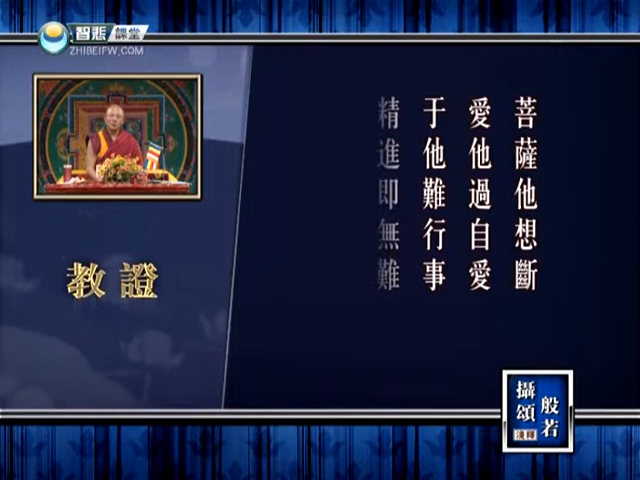 智悲 課堂
ZHIBEIFW.COM
菩薩他想斷
愛他過自愛
于他難行事
精進即無難
教證
般若
攝頌
淺釋